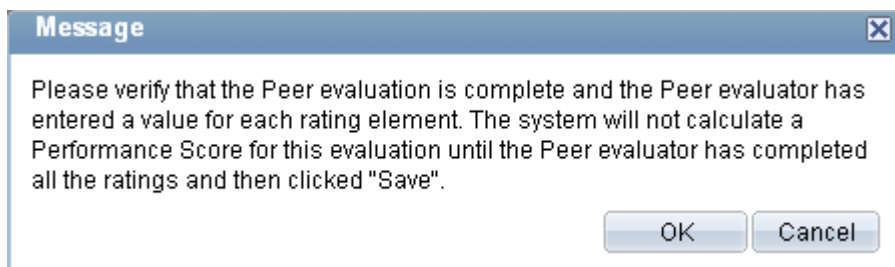 Message
Please verify that the Peer evaluation is complete and the Peer evaluator has
entered a value for each rating element. The system will not calculate a
Performance Score for this evaluation until the Peer evaluator has completed
all the ratings and then clicked "Save".
OK Cancel